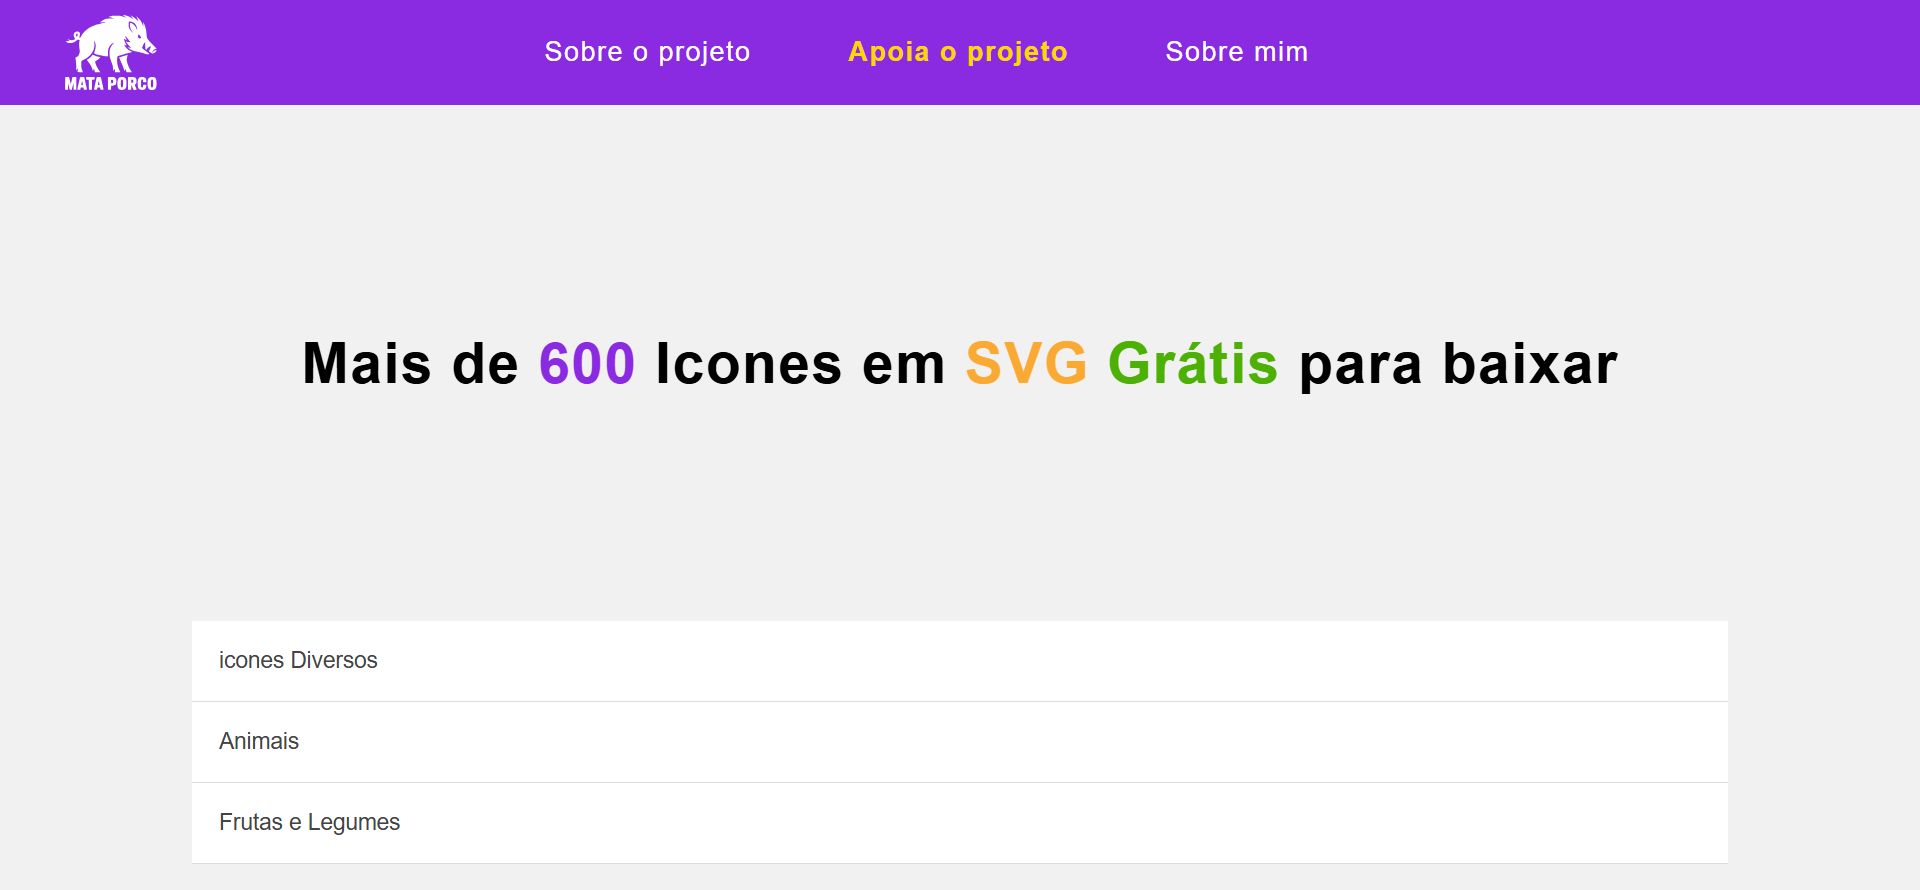 MATA PORCO
Sobre o projeto
Apoia o projeto
Sobre mim
Mais de 600 Icones em SVG Grátis para baixar
icones Diversos
Animais
Frutas e Legumes